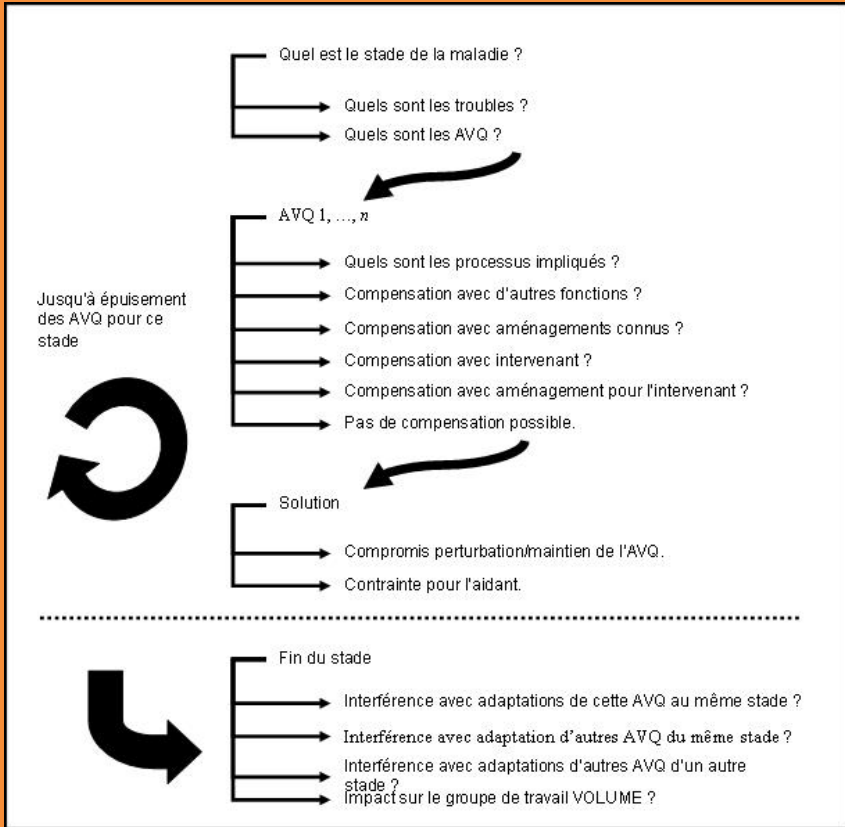 Quel est le stade de la maladie ?
Quels sont les troubles ?
Quels sont les AVQ ?
AVQ 1, ..., n
Quels sont les processus impliqués ?
Compensation avec d'autres fonctions ?
Compensation avec aménagements connus ?
Compensation avec intervenant ?
Compensation avec aménagement pour l'intervenant ?
Pas de compensation possible.
Jusqu'à épuisement
des AVQ pour ce
stade
Solution
Compromis perturbation/maintien de l'AVQ.
Contrainte pour l'aidant.
Fin du stade
Interférence avec adaptations de cette AVQ au même stade ?
Interférence avec adaptation d'autres AVQ du même stade ?
Interférence avec adaptations d'autres AVQ d'un autre
stade ?
Impact sur le groupe de travail VOLUME ?